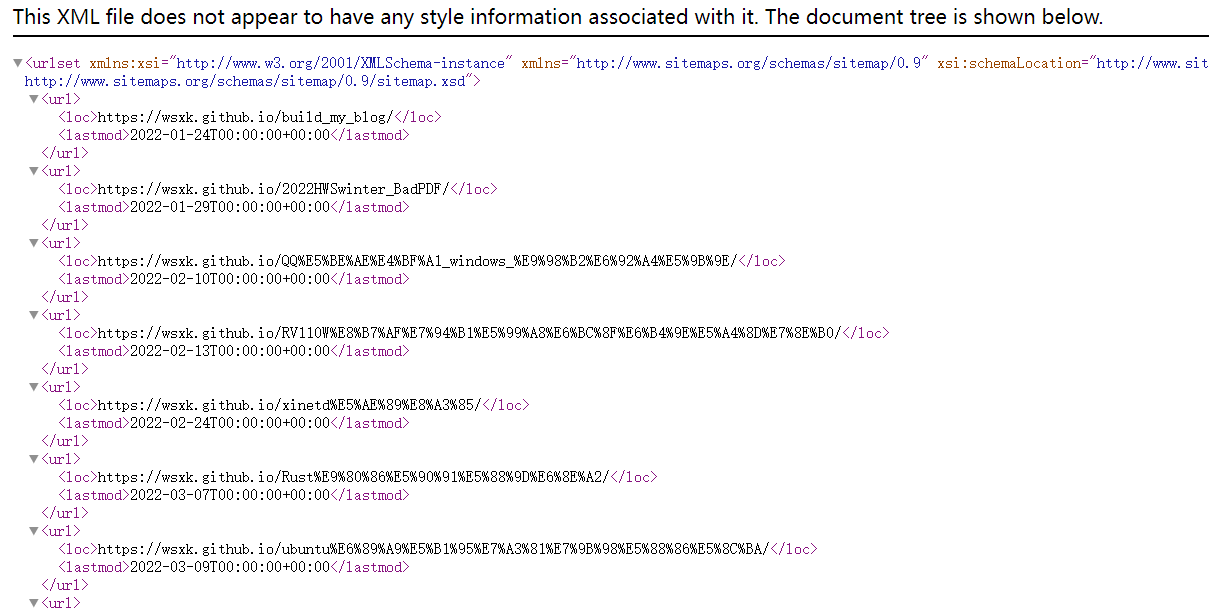 This XML file does not appear to have any style information associated with it. The document tree is shown below.
▼<urlset xmlns:xsi="http://www.w3.org/2001/XMLSchema-instance" xmlns="http://www.sitemaps.org/schemas/sitemap/0.9" xsi:schemaLocation="http://www.sit
http://www.sitemaps.org/schemas/sitemap/0.9/sitemap.xsd">
▼<url>
<loc>https://wsxk.github.io/build_my_blog/</loc>
<lastmod>2022-01-24T00:00:00+00:00</lastmod>
</url>
▼<url>
<loc>https://wsxk.github.io/2022HWSwinter_BadPDF/</loc>
<lastmod>2022-01-29T00:00:00+00:00</lastmod>
</url>
▼<url>
<loc>https://wsxk.github.io/QQ%E5%BE%AE%E4%BF%A1_windows_%E9%98%B2%E6%92%A4%E5%9B%9E/</loc>
<lastmod>2022-02-10T00:00:00+00:00</lastmod>
</url>
▼<url>
<loc>https://wsxk.github.io/RV110W%E8%B7%AF%E7%94%B1%E5%99%A8%E6%BC%8F%E6%B4%9E%E5%A4%8D%E7%8E%B0/</loc>
<lastmod>2022-02-13T00:00:00+00:00</lastmod>
</url>
▼<url>
<loc>https://wsxk.github.io/xinetd%E5%AE%89%E8%A3%85/</loc>
<lastmod>2022-02-24T00:00:00+00:00</lastmod>
</url>
▼<url>
<loc>https://wsxk.github.io/Rust%E9%80%86%E5%90%91%E5%88%9D%E6%8E%A2/</loc>
<lastmod>2022-03-07T00:00:00+00:00</lastmod>
</url>
▼<url>
<loc>https://wsxk.github.io/ubuntu%E6%89%A9%E5%B1%95%E7%A3%81%E7%9B%98%E5%88%86%E5%8C%BA/</loc>
<lastmod>2022-03-09T00:00:00+00:00</lastmod>
</url>
▼<url>